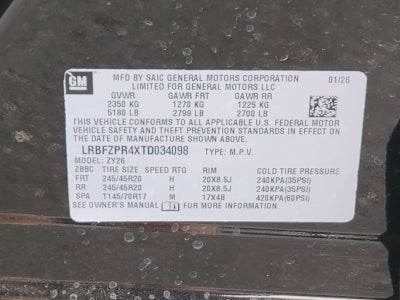 GM
MFD BY SAIC GENERAL MOTORS CORPORATION
LIMITED FOR GENERAL MOTORS LLC
01/26
GVWR GAWR FRT GAWR RR
2350 KG 1270 KG 1225 KG
5180 LB 2799 LB 2700 LB
THIS VEHICLE CONFORMS TO ALL APPLICABLE U.S. FEDERAL MOTOR
VEHICLE SAFETY AND THEFT PREVENTION STANDARDS IN EFFECT ON
THE DATE OF MANUFACTURE SHOWN ABOVE.
LRBFZPR4XTD034098 TYPE: M.P.V.
MODEL: ZY26
ZBBC TIRE SIZE SPEED RTG RIM COLD TIRE PRESSURE
FRT 245/45R20 H 20X8.5J 240KPA(35PSI)
RR 245/45R20 H 20X8.5J 240KPA(35PSI)
SPA T145/70R17 M 17X4B 420KPA(60PSI)
SEE OWNER'S MANUAL FOR MORE INFORMATION.